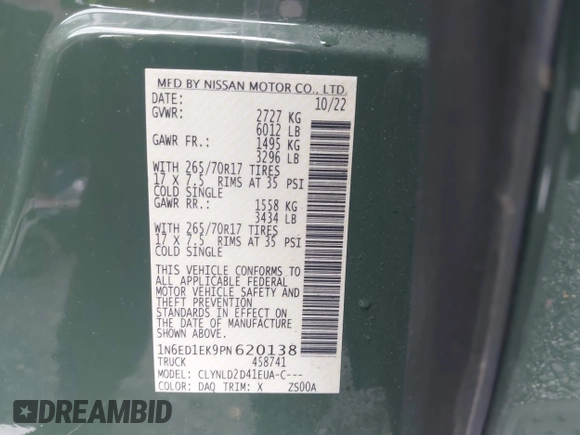 MFD BY NISSAN MOTOR CO., LTD.
DATE: 10/22
GVWR: 2727 KG
6012 LB
GAWR FR.: 1495 KG
3296 LB
WITH 265/70R17 TIRES
17 X 7.5 RIMS AT 35 PSI
COLD SINGLE
GAWR RR.: 1558 KG
3434 LB
WITH 265/70R17 TIRES
17 X 7.5 RIMS AT 35 PSI
COLD SINGLE
THIS VEHICLE CONFORMS TO
ALL APPLICABLE FEDERAL
MOTOR VEHICLE SAFETY AND
THEFT PREVENTION
STANDARDS IN EFFECT ON
THE DATE OF MANUFACTURE
SHOWN ABOVE.
1N6ED1EK9PN620138
TRUCK 458741
MODEL: CLYNLD2D41EUA-C---
COLOR: DAQ TRIM: X ZS00A
DREAMBID